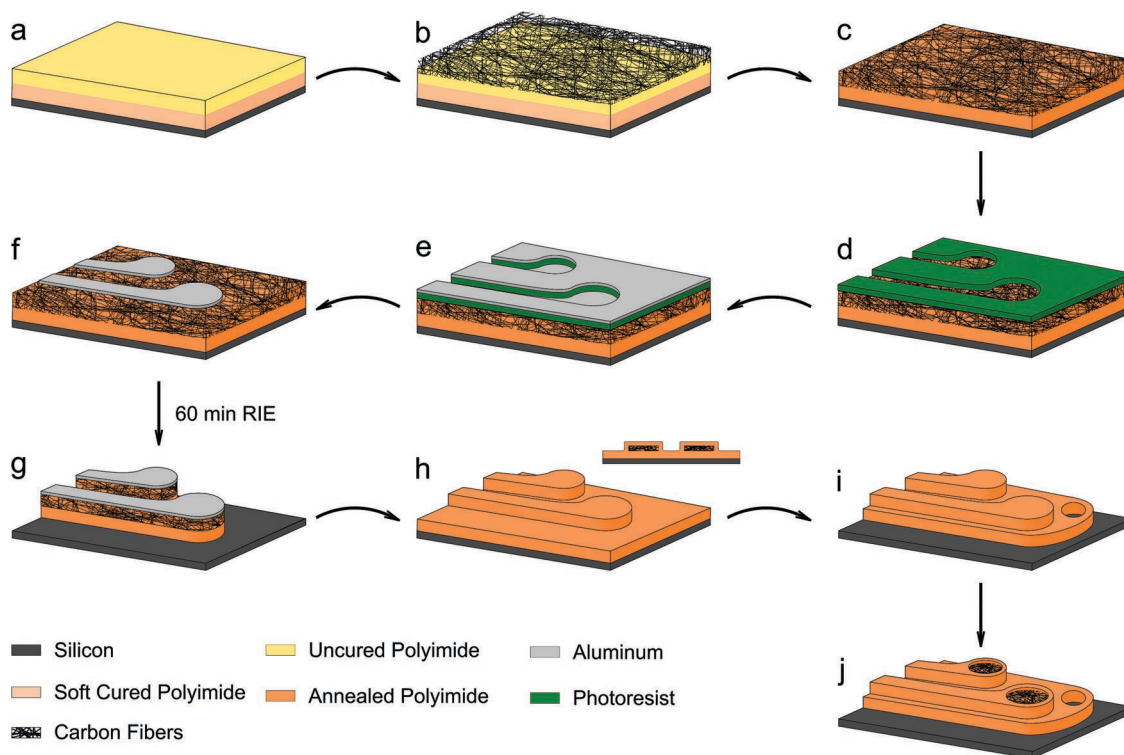 a
b
c
f
e
d
60 min RIE
g
h
i
j
Silicon
Uncured Polyimide
Aluminum
Soft Cured Polyimide
Annealed Polyimide
Photoresist
Carbon Fibers